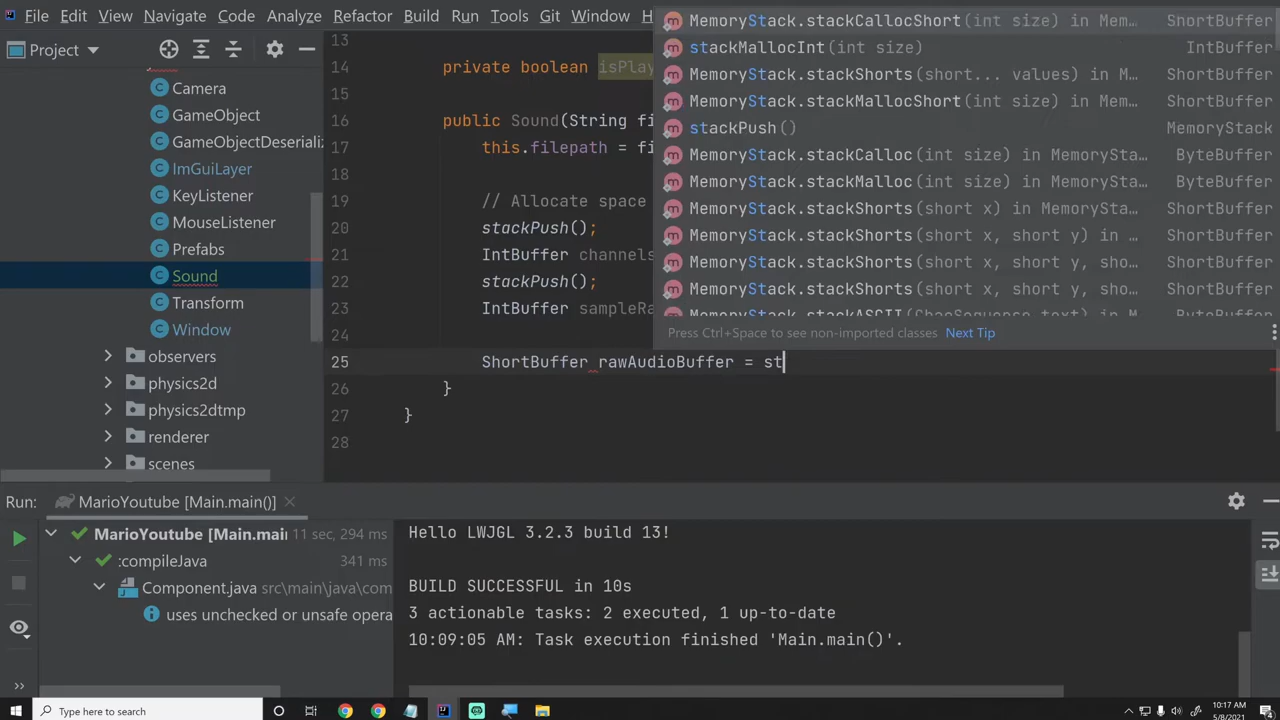 File Edit View Navigate Code Analyze Refactor Build Run Tools Git Window
Project
Camera
GameObject
GameObjectDeseriali
ImGuiLayer
KeyListener
MouseListener
Prefabs
Sound
Transform
Window
observers
physics2d
physics2dtmp
renderer
scenes
13
14 private boolean isPlay
15
16 public Sound(String fi
17 this.filepath = fi
18
19 // Allocate space
20 stackPush();
21 IntBuffer channels
22 stackPush();
23 IntBuffer sampleRa
24
25 ShortBuffer rawAudioBuffer = st
26 }
27 }
28
MemoryStack.stackCallocShort(int size) in Mem… ShortBuffer
stackMallocInt(int size) IntBuffer
MemoryStack.stackShorts(short... values) in M… ShortBuffer
MemoryStack.stackMallocShort(int size) in Mem… ShortBuffer
stackPush() MemoryStack
MemoryStack.stackCalloc(int size) in MemorySta… ByteBuffer
MemoryStack.stackMalloc(int size) in MemorySta… ByteBuffer
MemoryStack.stackShorts(short x) in MemorySta… ShortBuffer
MemoryStack.stackShorts(short x, short y) in … ShortBuffer
MemoryStack.stackShorts(short x, short y, sho… ShortBuffer
MemoryStack.stackShorts(short x, short y, sho… ShortBuffer
MemoryStack.stackASCII(CharSequence text) in M… ByteBuffer
Press Ctrl+Space to see non-imported classes Next Tip
Run: MarioYoutube [Main.main()]
MarioYoutube [Main.mai 11 sec, 294 ms
:compileJava 341 ms
Component.java src\main\java\com
uses unchecked or unsafe opera
Hello LWJGL 3.2.3 build 13!
BUILD SUCCESSFUL in 10s
3 actionable tasks: 2 executed, 1 up-to-date
10:09:05 AM: Task execution finished 'Main.main()'.
Type here to search
10:17 AM
5/8/2021